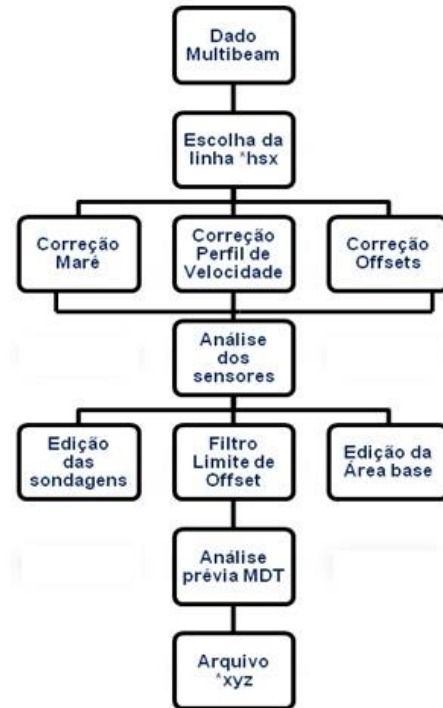 Dado
Multibeam
Escolha da
linha *hsx
Correção
Maré
Correção
Perfil de
Velocidade
Correção
Offsets
Análise
dos
sensores
Edição
das
sondagens
Filtro
Limite de
Offset
Edição da
Área base
Análise
prévia MDT
Arquivo
*xyz